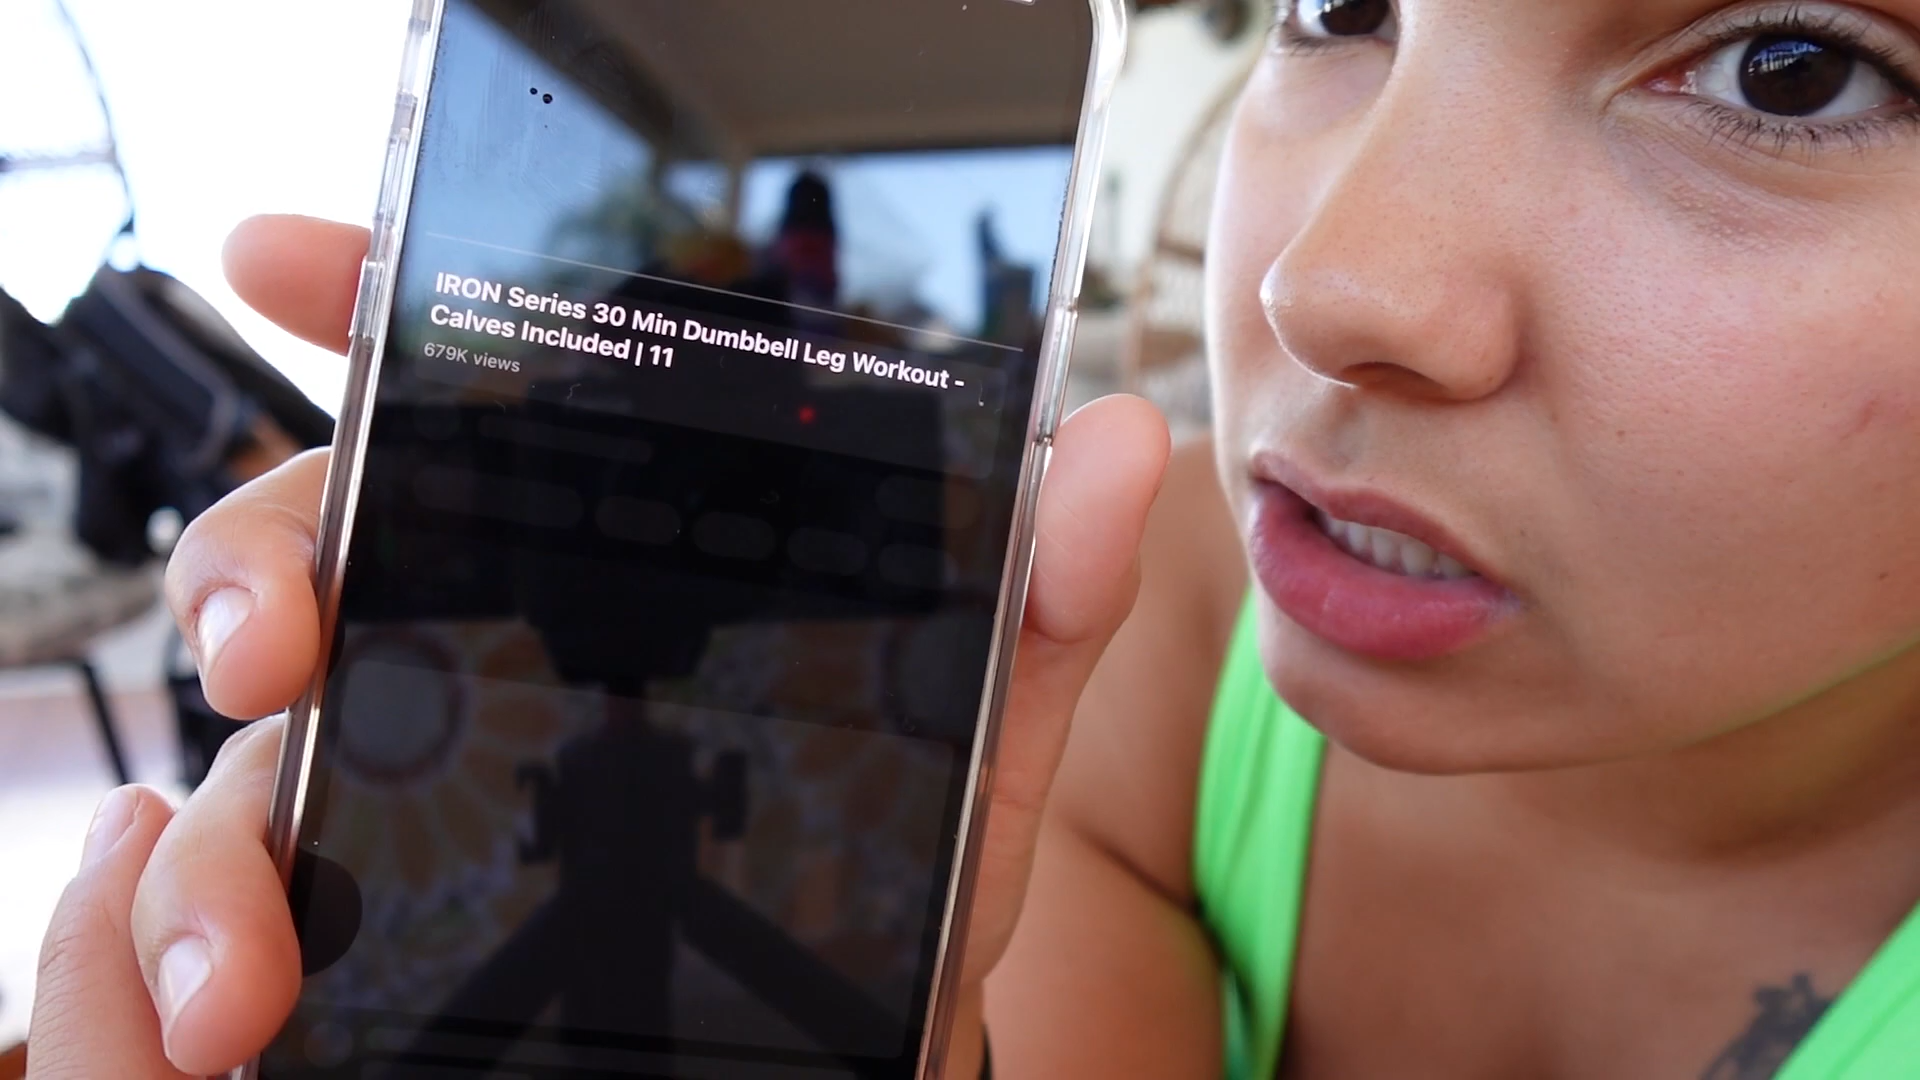 IRON Series 30 Min Dumbbell Leg Workout -
Calves Included | 11
679K views